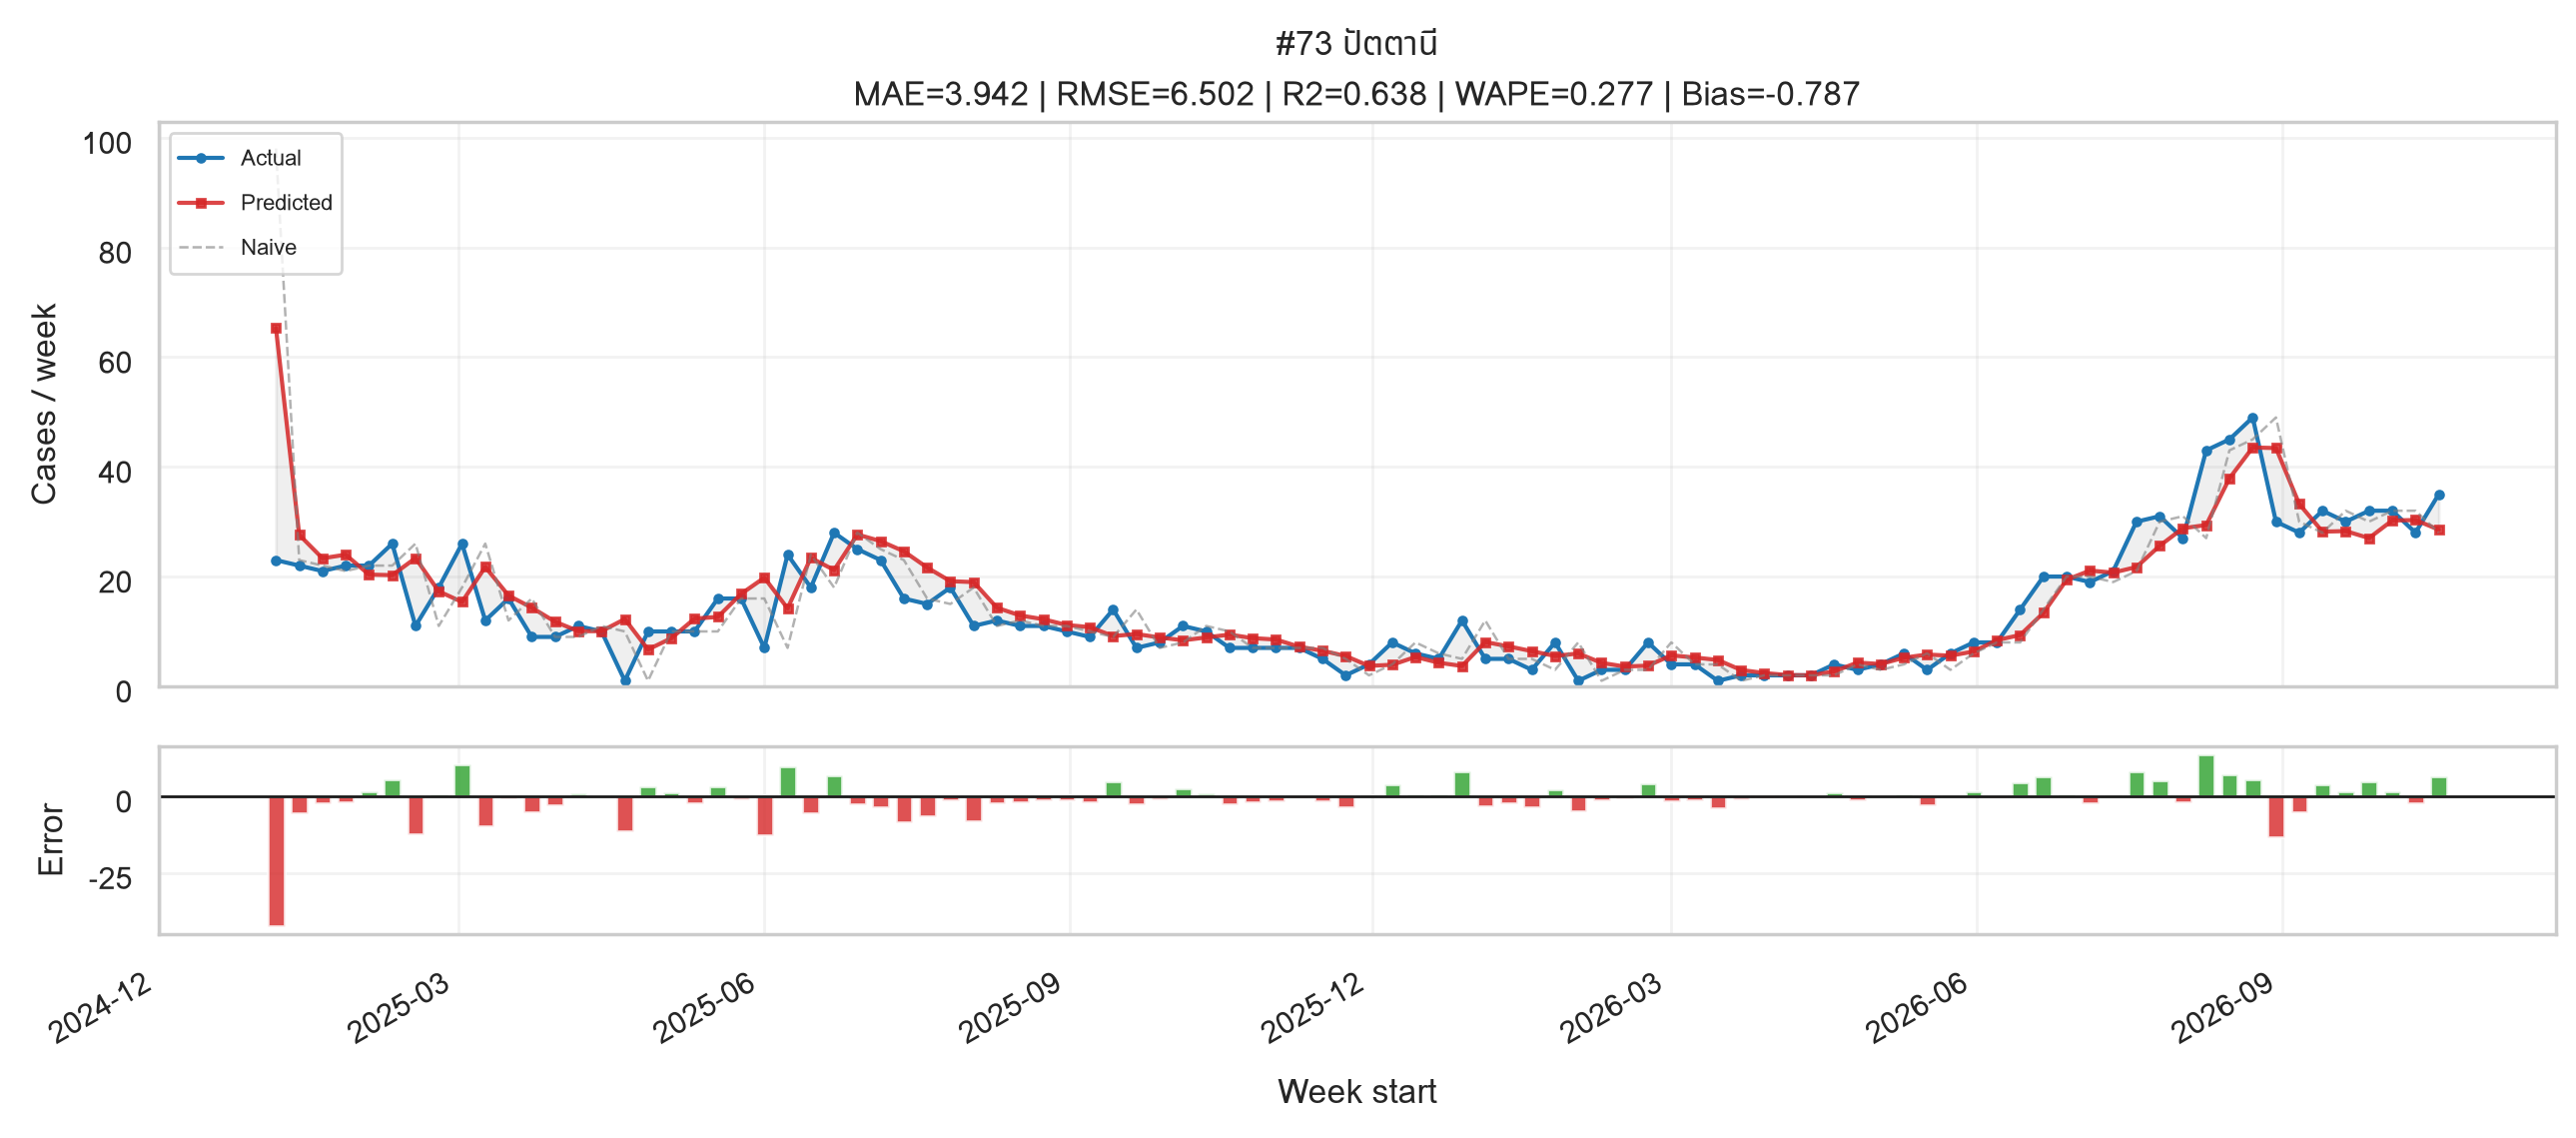 #73 ปัตตานี
MAE=3.942 | RMSE=6.502 | R2=0.638 | WAPE=0.277 | Bias=-0.787
Cases / week
100
80
60
40
20
0
Actual
Predicted
Naive
Error
0
-25
2024-12
2025-03
2025-06
2025-09
2025-12
2026-03
2026-06
2026-09
Week start